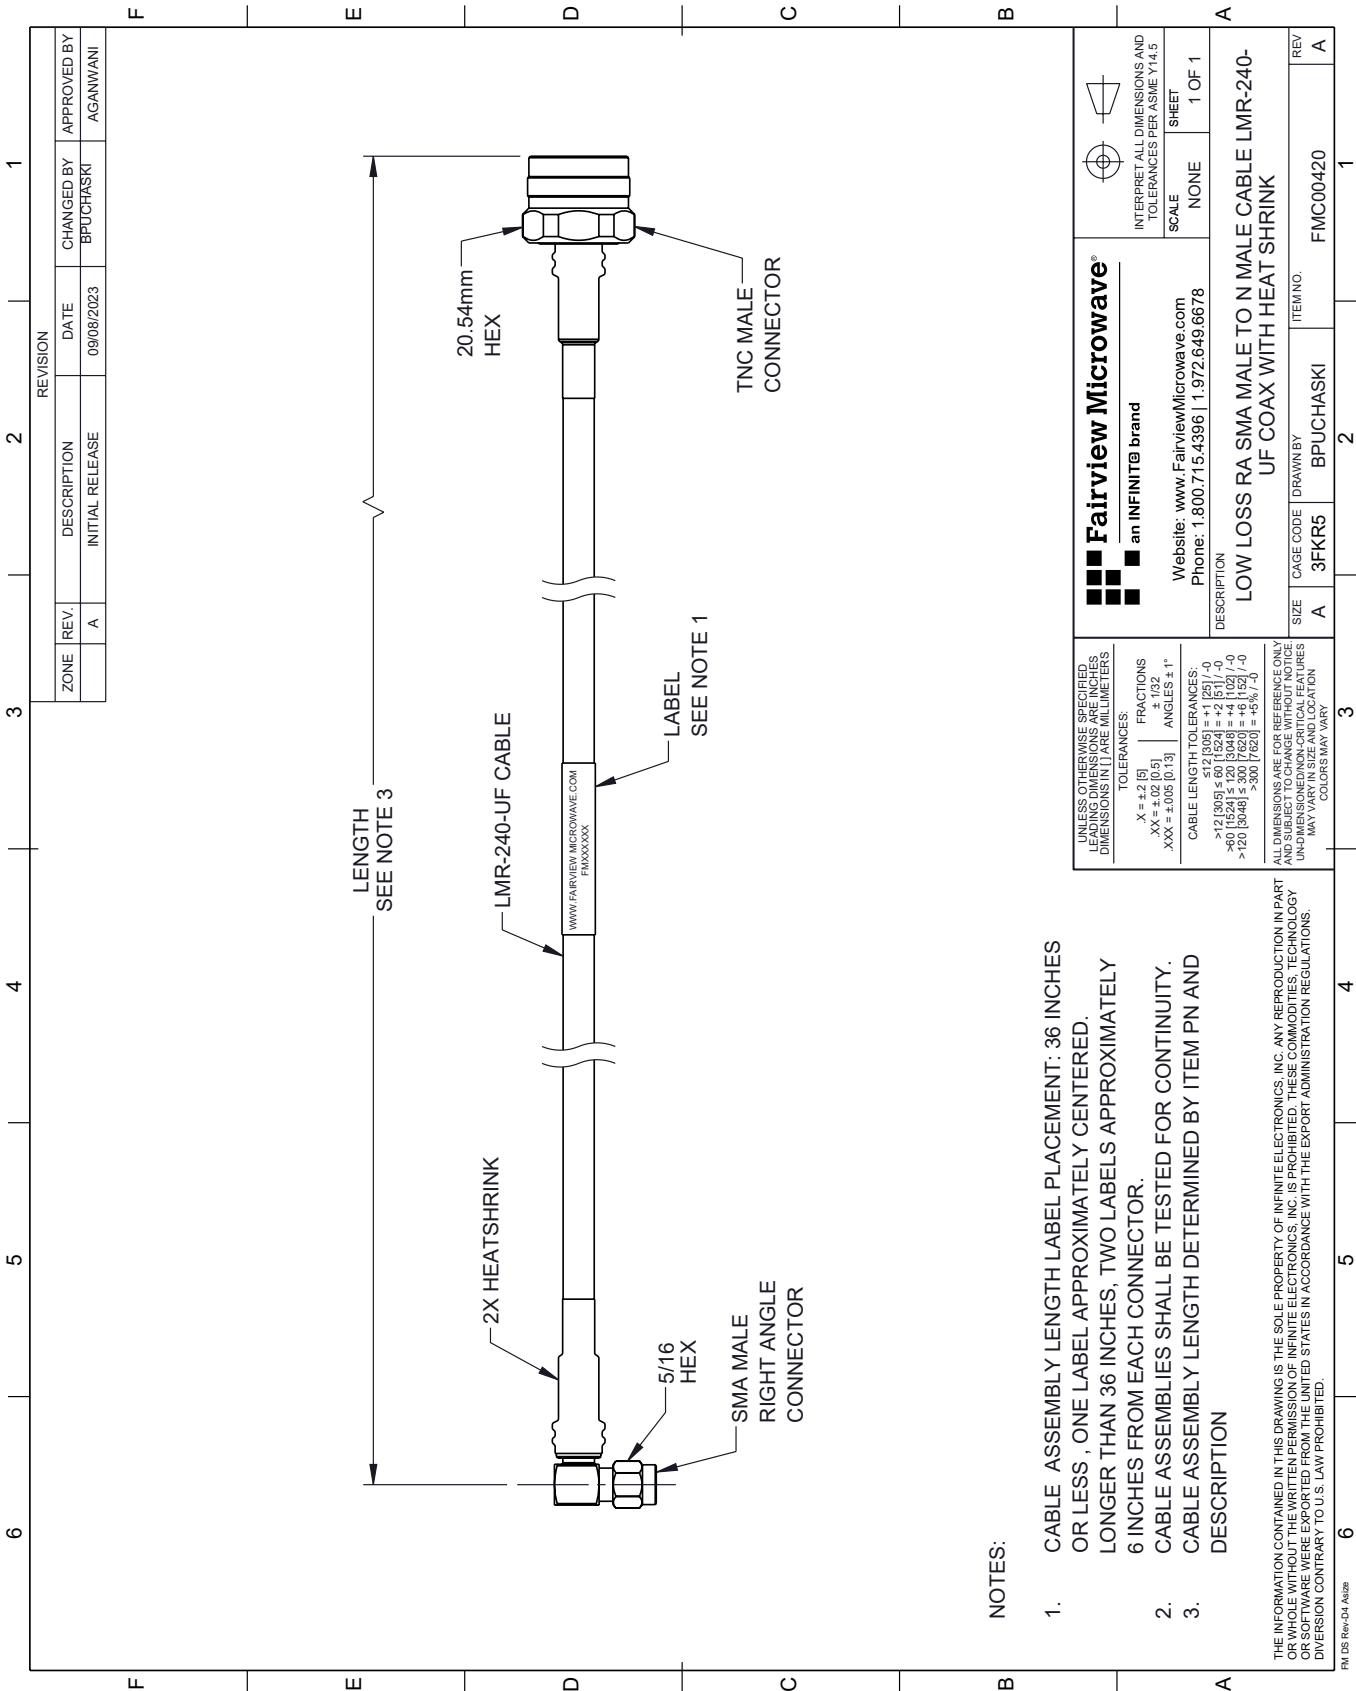 6
5
4
3
2
1
F
E
D
C
B
A
REVISION
ZONE REV. DESCRIPTION DATE CHANGED BY APPROVED BY
A INITIAL RELEASE 09/08/2023 BPUCHASKI AGANWANI
LENGTH
SEE NOTE 3
2X HEATSHRINK
LMR-240-UF CABLE
20.54mm
HEX
WWW.FAIRVIEW MICROWAVE.COM
FMXXXXXX
5/16
HEX
LABEL
SEE NOTE 1
SMA MALE
RIGHT ANGLE
CONNECTOR
TNC MALE
CONNECTOR
NOTES:
1. CABLE ASSEMBLY LENGTH LABEL PLACEMENT: 36 INCHES
OR LESS , ONE LABEL APPROXIMATELY CENTERED.
LONGER THAN 36 INCHES, TWO LABELS APPROXIMATELY
6 INCHES FROM EACH CONNECTOR.
2. CABLE ASSEMBLIES SHALL BE TESTED FOR CONTINUITY.
3. CABLE ASSEMBLY LENGTH DETERMINED BY ITEM PN AND
DESCRIPTION
THE INFORMATION CONTAINED IN THIS DRAWING IS THE SOLE PROPERTY OF INFINITE ELECTRONICS, INC. ANY REPRODUCTION IN PART
OR WHOLE WITHOUT THE WRITTEN PERMISSION OF INFINITE ELECTRONICS, INC. IS PROHIBITED. THESE COMMODITIES, TECHNOLOGY
OR SOFTWARE WERE EXPORTED FROM THE UNITED STATES IN ACCORDANCE WITH THE EXPORT ADMINISTRATION REGULATIONS.
DIVERSION CONTRARY TO U.S. LAW PROHIBITED.
UNLESS OTHERWISE SPECIFIED
LEADING DIMENSIONS ARE INCHES
DIMENSIONS IN [ ] ARE MILLIMETERS
TOLERANCES:
.X = ±.2 [5]
.XX = ±.02 [0.5]
.XXX = ±.005 [0.13]
FRACTIONS
± 1/32
ANGLES ± 1°
CABLE LENGTH TOLERANCES:
≤12 [305] = +1 [25] / -0
>12 [305] ≤ 60 [1524] = +2 [51] / -0
>60 [1524] ≤ 120 [3048] = +4 [102] / -0
>120 [3048] ≤ 300 [7620] = +6 [152] / -0
>300 [7620] = +5% / -0
ALL DIMENSIONS ARE FOR REFERENCE ONLY
AND SUBJECT TO CHANGE WITHOUT NOTICE.
UN-DIMENSIONED/NON-CRITICAL FEATURES
MAY VARY IN SIZE AND LOCATION
COLORS MAY VARY
Fairview Microwave®
an INFINIT@ brand
Website: www.FairviewMicrowave.com
Phone: 1.800.715.4396 | 1.972.649.6678
INTERPRET ALL DIMENSIONS AND
TOLERANCES PER ASME Y14.5
SCALE
NONE
SHEET
1 OF 1
DESCRIPTION
LOW LOSS RA SMA MALE TO N MALE CABLE LMR-240-
UF COAX WITH HEAT SHRINK
SIZE
A
CAGE CODE
3FKR5
DRAWN BY
BPUCHASKI
ITEM NO.
FMC00420
REV
A
F
E
D
C
B
A
6
5
4
3
2
1
FM DS Rev-D4 Asize